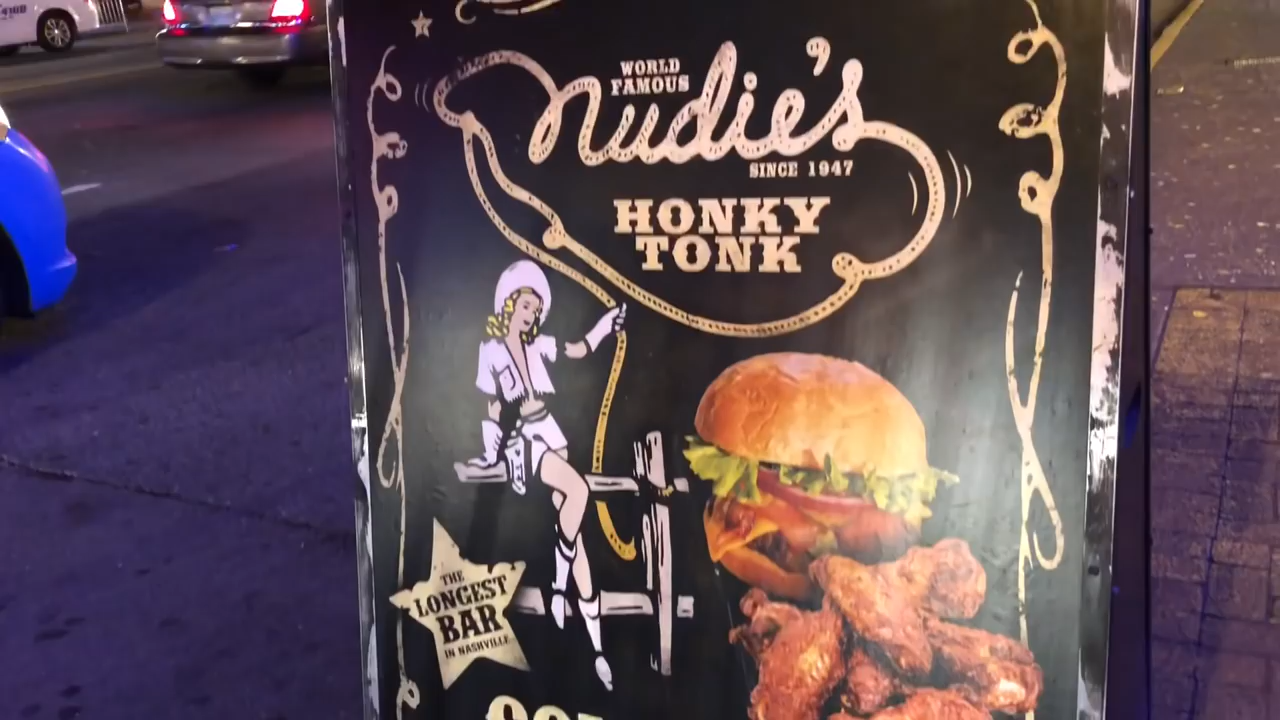 WORLD
FAMOUS
nudie's
SINCE 1947
HONKY
TONK
THE
LONGEST
BAR
IN NASHVILLE